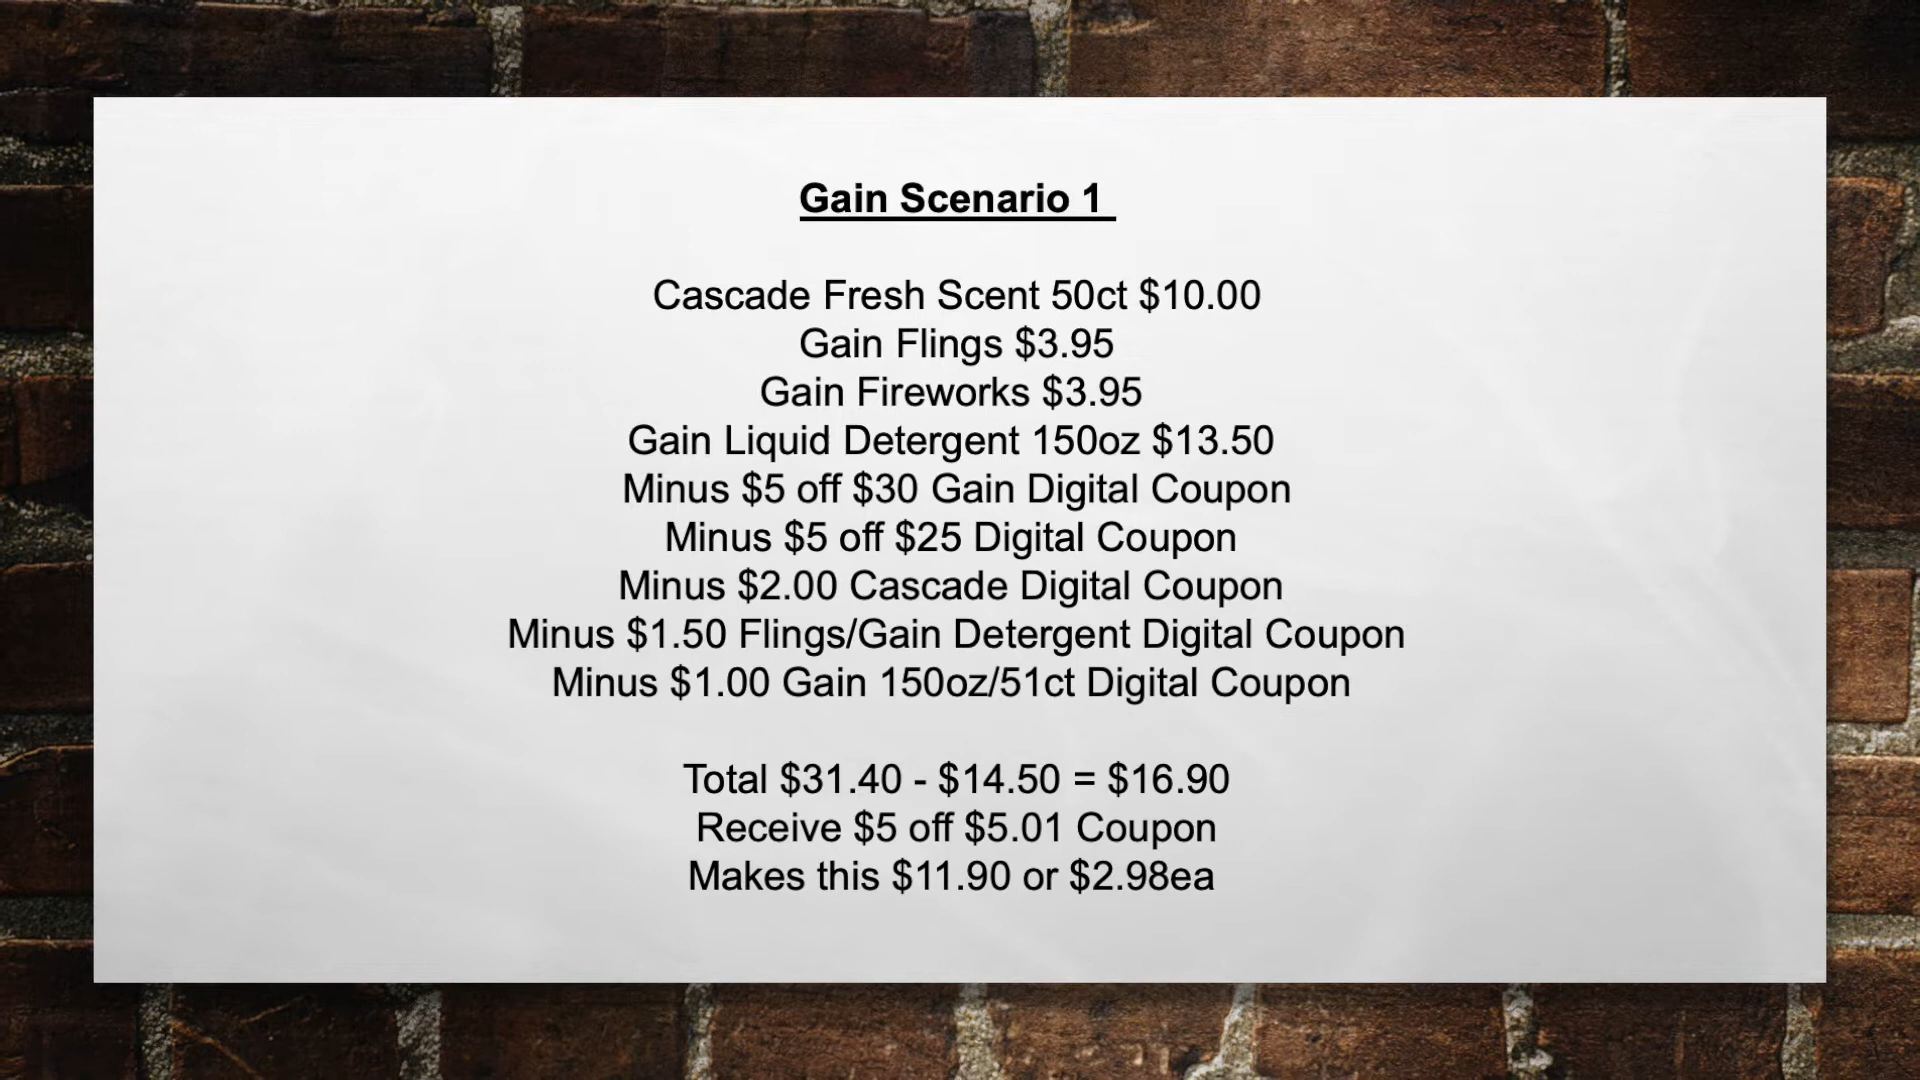 Gain Scenario 1
Cascade Fresh Scent 50ct $10.00
Gain Flings $3.95
Gain Fireworks $3.95
Gain Liquid Detergent 150oz $13.50
Minus $5 off $30 Gain Digital Coupon
Minus $5 off $25 Digital Coupon
Minus $2.00 Cascade Digital Coupon
Minus $1.50 Flings/Gain Detergent Digital Coupon
Minus $1.00 Gain 150oz/51ct Digital Coupon
Total $31.40 - $14.50 = $16.90
Receive $5 off $5.01 Coupon
Makes this $11.90 or $2.98ea